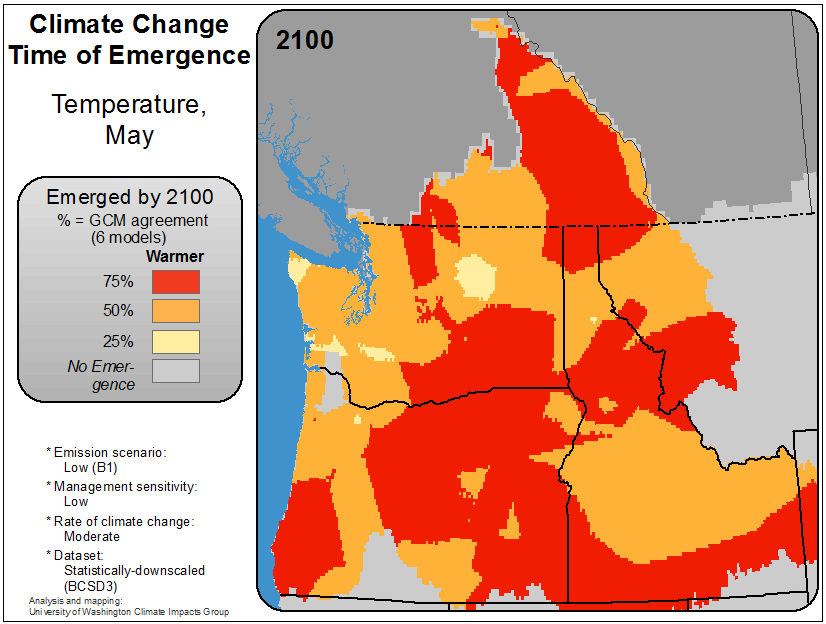 Climate Change
Time of Emergence
Temperature,
May
2100
Emerged by 2100
% = GCM agreement
(6 models)
Warmer
75%
50%
25%
No Emer-
gence
* Emission scenario:
Low (B1)
* Management sensitivity:
Low
* Rate of climate change:
Moderate
* Dataset:
Statistically-downscaled
(BCSD3)
Analysis and mapping:
University of Washington Climate Impacts Group